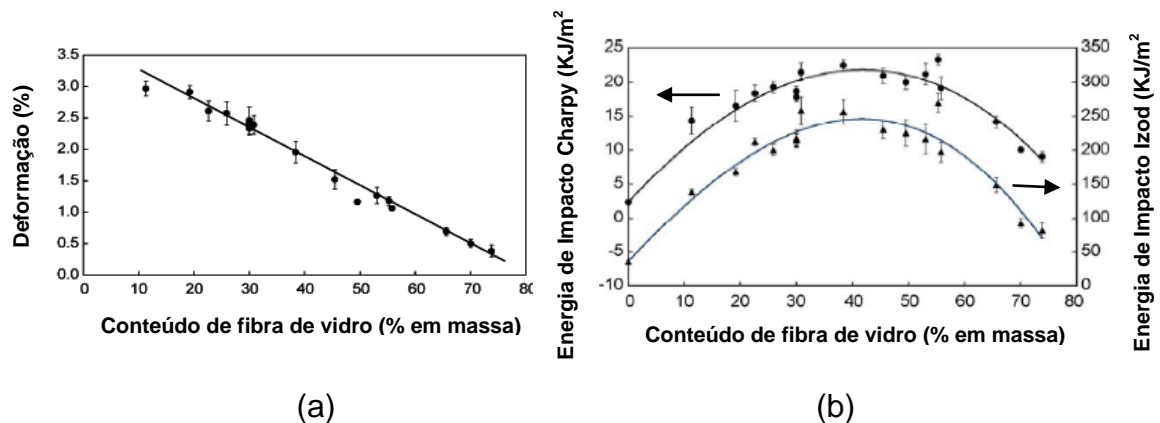 Deformação (%)
3.5
3.0
2.5
2.0
1.5
1.0
0.5
0.0
0 10 20 30 40 50 60 70 80
Conteúdo de fibra de vidro (% em massa)
(a)
Energia de Impacto Charpy (KJ/m²
25
20
15
10
5
0
-5
-10
0 10 20 30 40 50 60 70 80
Conteúdo de fibra de vidro (% em massa)
350
300
250
200
150
100
50
0
Energia de Impacto Izod (KJ/m²
(b)